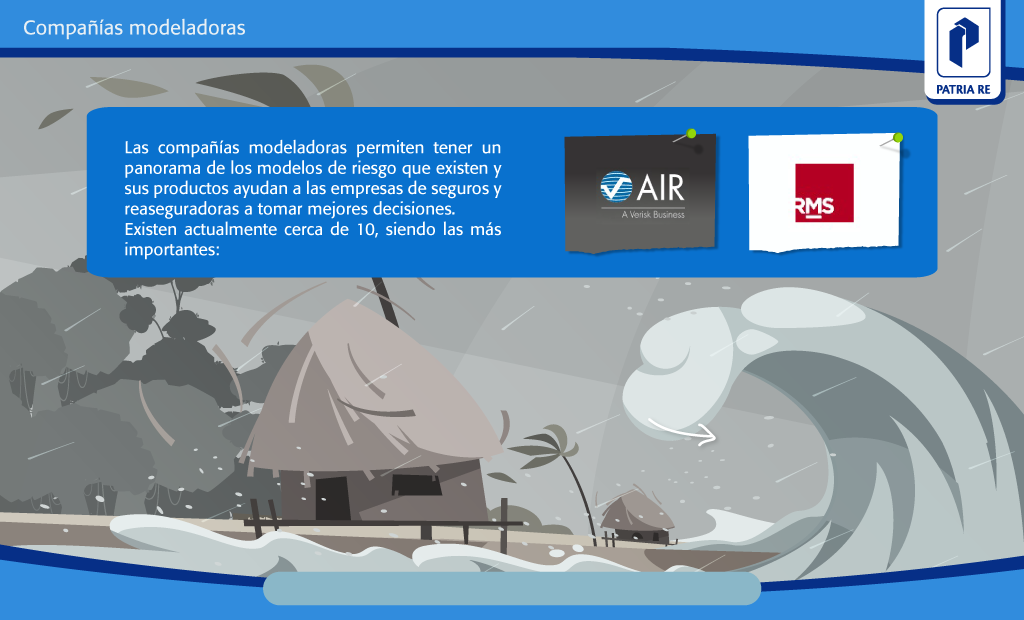 Compañías modeladoras
PATRIA RE
Las compañías modeladoras permiten tener un
panorama de los modelos de riesgo que existen y
sus productos ayudan a las empresas de seguros y
reaseguradoras a tomar mejores decisiones.
Existen actualmente cerca de 10, siendo las más
importantes:
AIR
A Verisk Business
RMS